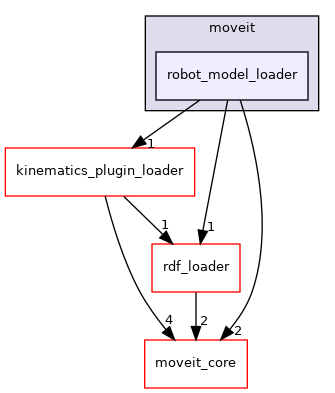 moveit
robot_model_loader
1
kinematics_plugin_loader
1
1
rdf_loader
4
2
2
moveit_core